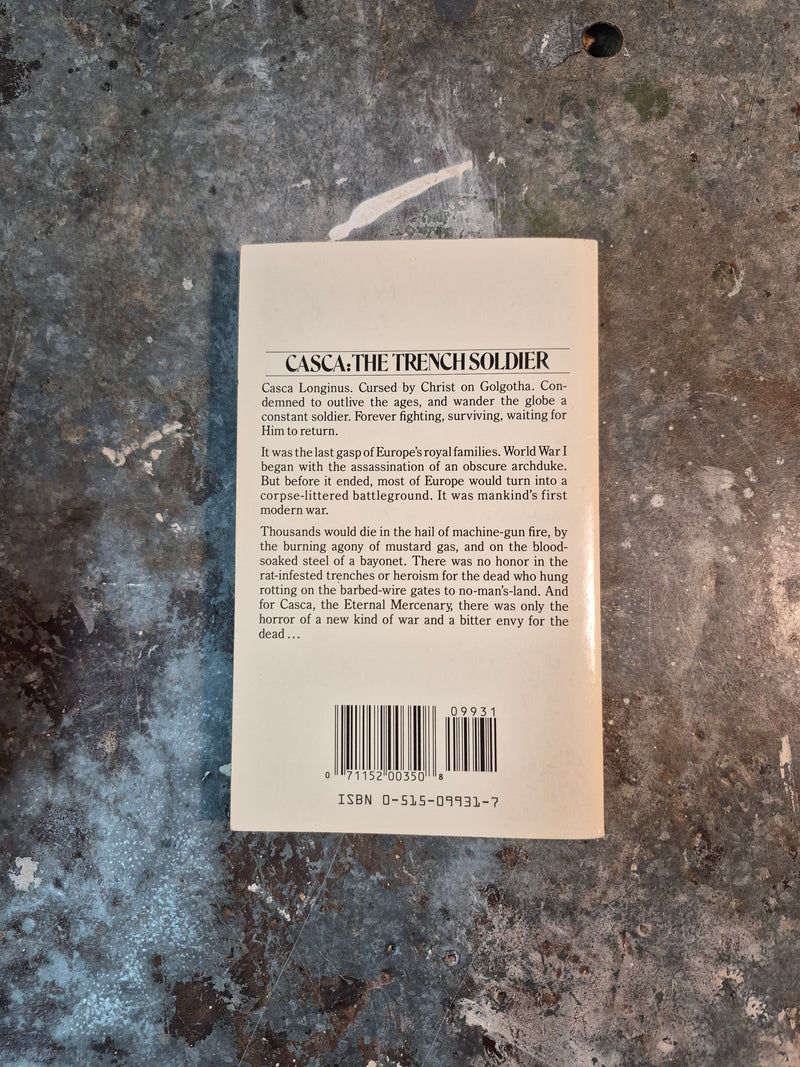 CASCA: THE TRENCH SOLDIER
Casca Longinus. Cursed by Christ on Golgotha. Con-
demned to outlive the ages, and wander the globe a
constant soldier. Forever fighting, surviving, waiting for
Him to return.
It was the last gasp of Europe's royal families. World War I
began with the assassination of an obscure archduke.
But before it ended, most of Europe would turn into a
corpse-littered battleground. It was mankind's first
modern war.
Thousands would die in the hail of machine-gun fire, by
the burning agony of mustard gas, and on the blood-
soaked steel of a bayonet. There was no honor in the
rat-infested trenches or heroism for the dead who hung
rotting on the barbed-wire gates to no-man's-land. And
for Casca, the Eternal Mercenary, there was only the
horror of a new kind of war and a bitter envy for the
dead...
09931
0 71152 00350 8
ISBN 0-515-09931-7